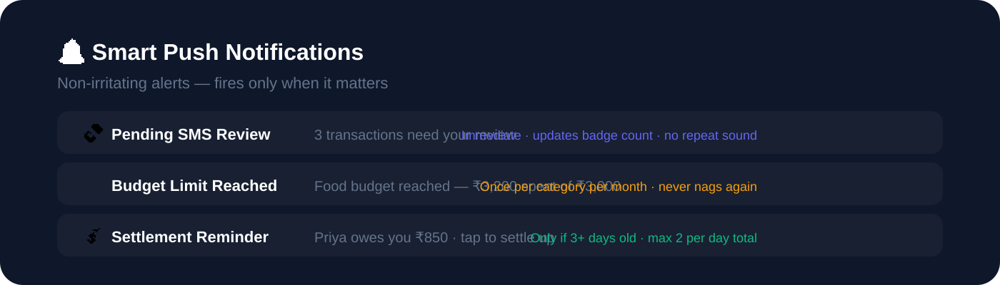 Smart Push Notifications
Non-irritating alerts — fires only when it matters
Pending SMS Review 3 transactions need your review Immediate · updates badge count · no repeat sound
Budget Limit Reached Food budget reached — ₹3,200 spent of ₹3,000 Once per category per month · never nags again
Settlement Reminder Priya owes you ₹850 · tap to settle up Only if 3+ days old · max 2 per day total